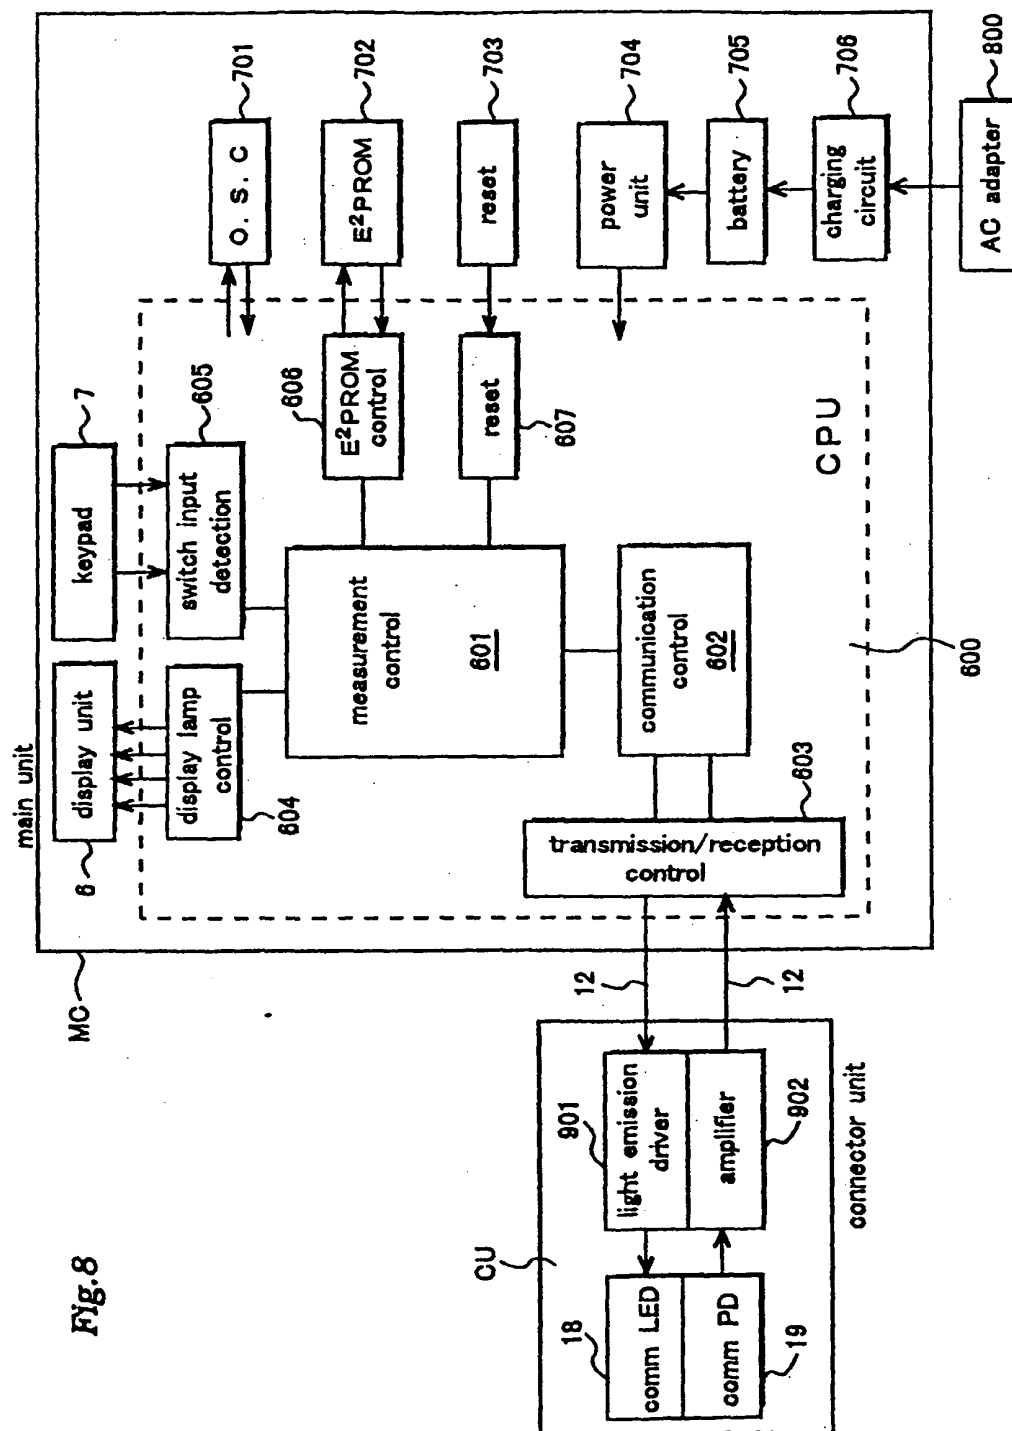 Fig.8
main unit
MC
6
display unit
7
keypad
display lamp
control
604
switch input
detection
605
measurement
control
601
E²PROM
control
606
reset
607
communication
control
602
transmission/reception
control
603
CPU
600
O. S. C
701
E²PROM
702
reset
703
power
unit
704
battery
705
charging
circuit
706
AC adapter
800
12
12
CU
connector unit
light emission
driver
901
amplifier
902
comm LED
18
comm PD
19